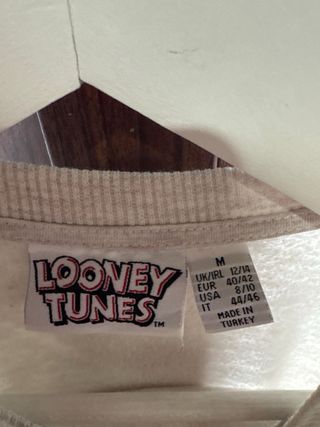 LOONEY
TUNES
TM
M
UK/IRL 12/14
EUR 40/42
USA 8/10
IT 44/46
MADE IN
TURKEY